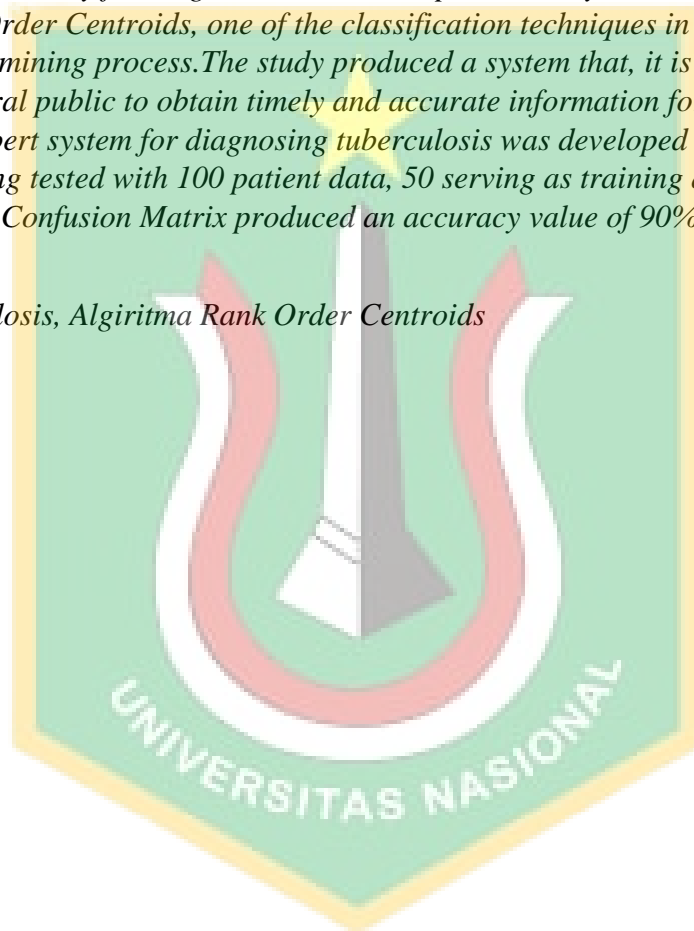 Order Centroids, one of the classification techniques in
mining process.The study produced a system that, it is
ral public to obtain timely and accurate information fo
pert system for diagnosing tuberculosis was developed
ng tested with 100 patient data, 50 serving as training
Confusion Matrix produced an accuracy value of 90%
losis, Algiritma Rank Order Centroids
UNIVERSITAS NASIONAL